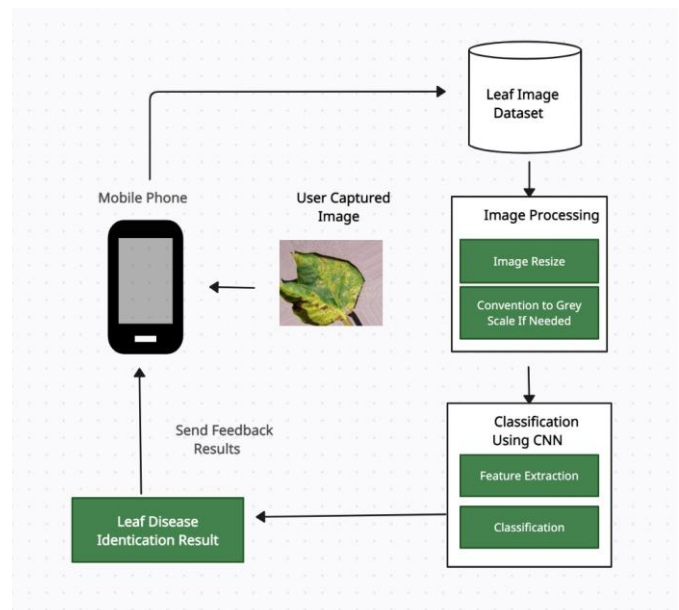 Leaf Image
Dataset
Mobile Phone
User Captured
Image
Image Processing
Image Resize
Convention to Grey
Scale If Needed
Classification
Using CNN
Feature Extraction
Classification
Send Feedback
Results
Leaf Disease
Identication Result